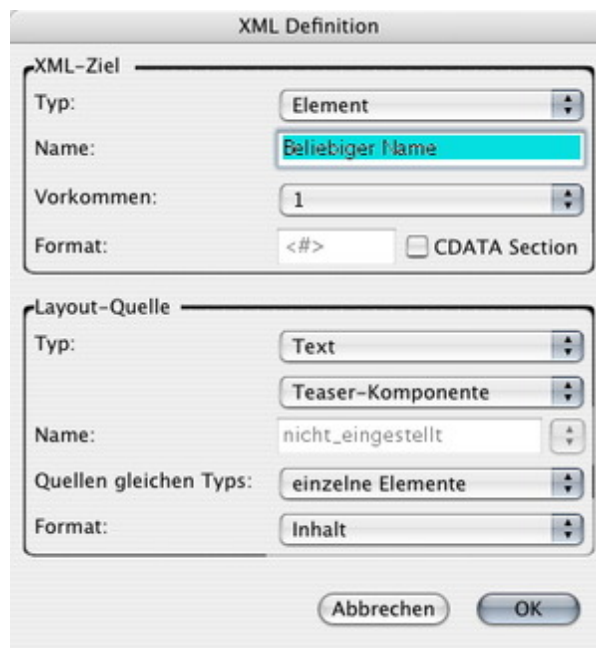 XML Definition
XML-Ziel
Typ: Element
Name: Beliebiger Name
Vorkommen: 1
Format: <#> CDATA Section
Layout-Quelle
Typ: Text
Teaser-Komponente
Name: nicht_eingestellt
Quellen gleichen Typs: einzelne Elemente
Format: Inhalt
Abbrechen OK